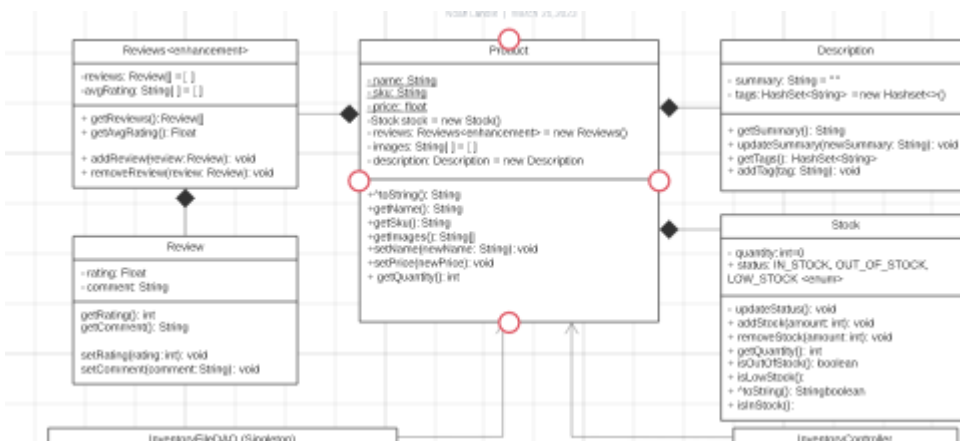 March 25, 2022
Reviews<enhancement>
-reviews: Review[] = [ ]
-avgRating: String[ ] = [ ]
+ getReviews(): Review[]
+ getAvgRating(): Float
+ addReview(review: Review): void
+ removeReview(review: Review): void
Review
- rating: Float
- comment: String
getRating(): int
getComment(): String
setRating(rating: int): void
setComment(comment: String): void
Product
- name: String
- sku: String
- price: float
-Stock stock = new Stock()
- reviews: Reviews<enhancement> = new Reviews()
- images: String[ ] = [ ]
- description: Description = new Description
+^toString(): String
+getName(): String
+getSku(): String
+getImages(): String[]
+setName(newName: String): void
+setPrice(newPrice): void
+ getQuantity(): int
Description
- summary: String = ""
- tags: HashSet<String> = new Hashset<>()
+ getSummary(): String
+ updateSummary(newSummary: String): void
+ getTags(): HashSet<String>
+ addTag(tag: String): void
Stock
- quantity: int=0
+ status: IN_STOCK, OUT_OF_STOCK,
LOW_STOCK <enum>
- updateStatus(): void
+ addStock(amount: int): void
+ removeStock(amount: int): void
+ getQuantity(): int
+ isOutOfStock(): boolean
+ isLowStock():
+ ^toString(): Stringboolean
+ isInStock():
InventoryFileDAO (Singleton)
InventoryController